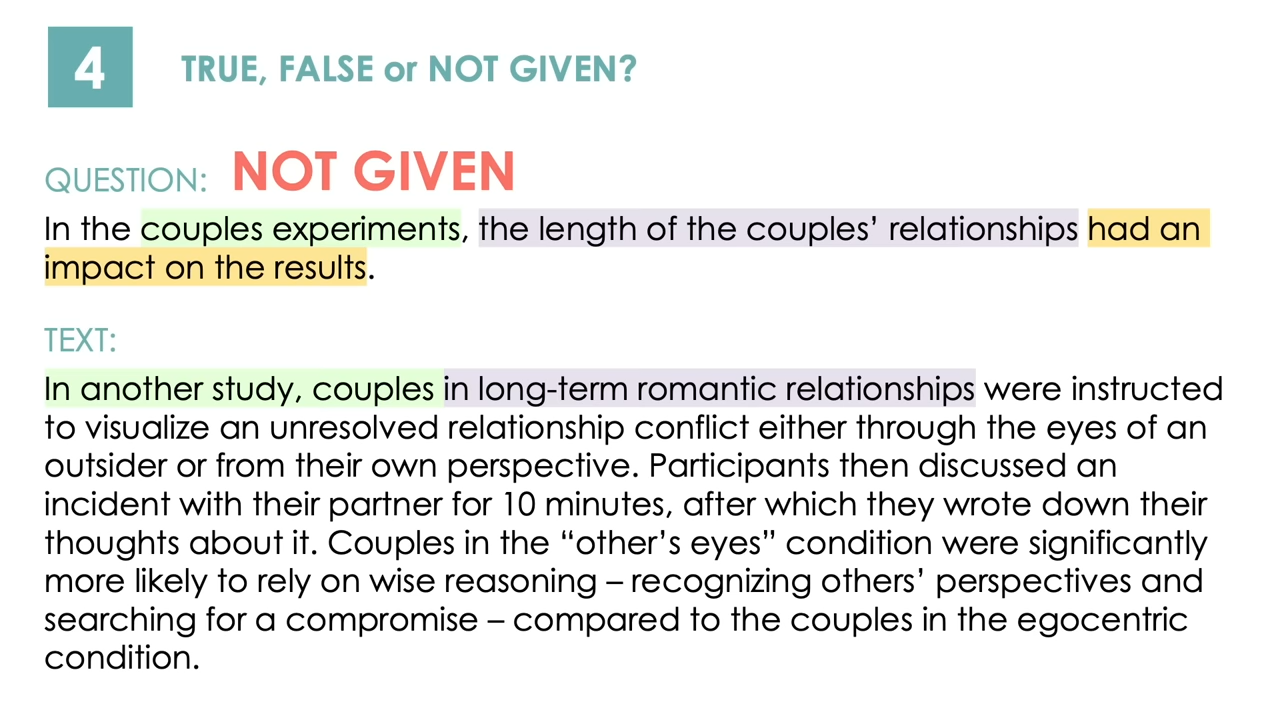 4
TRUE, FALSE or NOT GIVEN?
QUESTION: NOT GIVEN
In the couples experiments, the length of the couples’ relationships had an
impact on the results.
TEXT:
In another study, couples in long-term romantic relationships were instructed
to visualize an unresolved relationship conflict either through the eyes of an
outsider or from their own perspective. Participants then discussed an
incident with their partner for 10 minutes, after which they wrote down their
thoughts about it. Couples in the “other’s eyes” condition were significantly
more likely to rely on wise reasoning – recognizing others’ perspectives and
searching for a compromise – compared to the couples in the egocentric
condition.